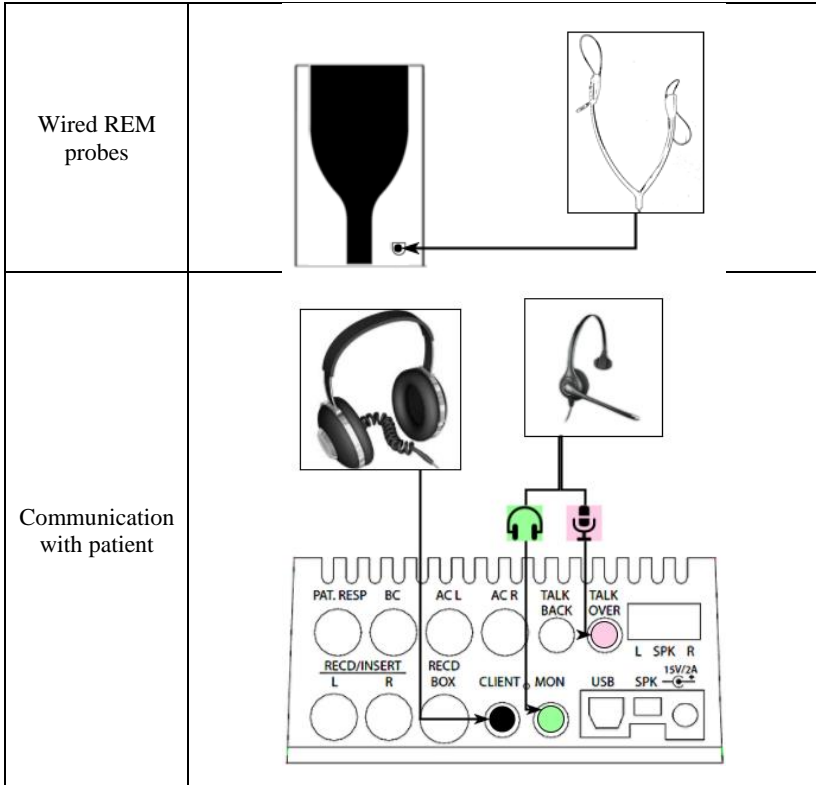 Wired REM
probes
Communication
with patient
PAT. RESP BC AC L AC R TALK BACK TALK OVER
L SPK R
RECD/INSERT
L R
RECD BOX CLIENT MON USB SPK 15V/2A